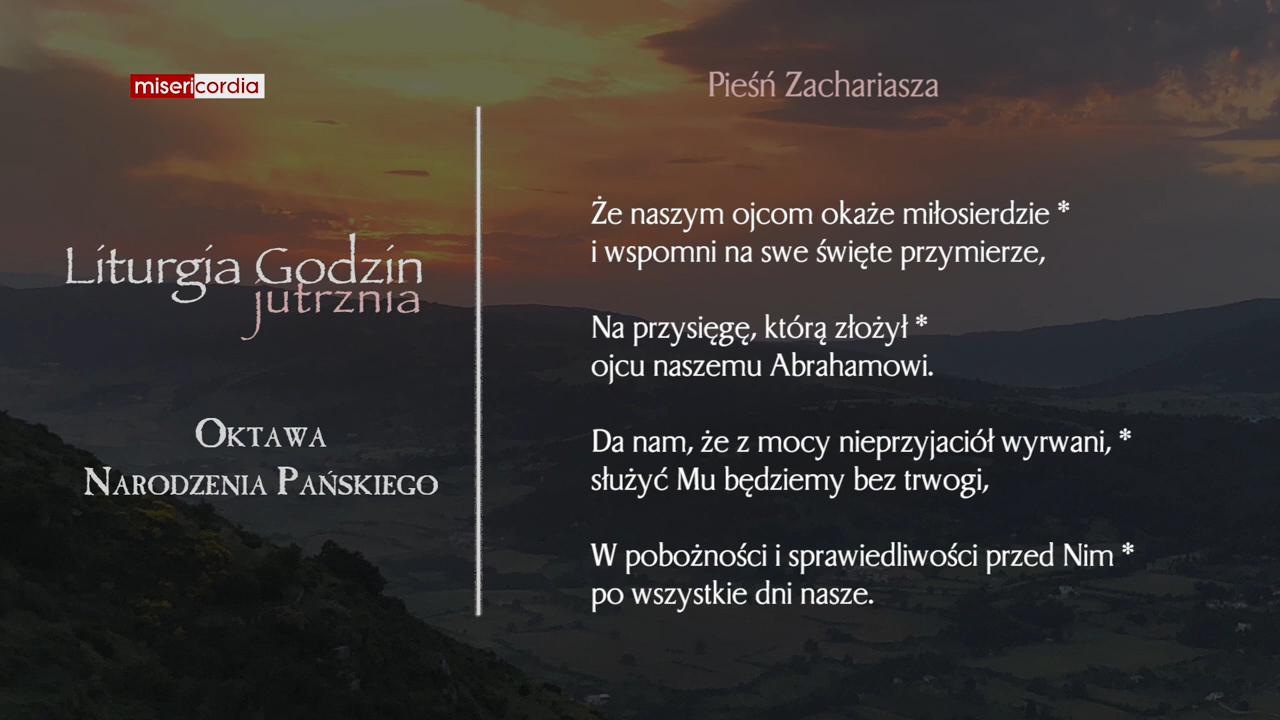 misericordia
Liturgia Godzin
jutrznia
Oktawa
Narodzenia Pańskiego
Pieśń Zachariasza
Że naszym ojcom okaże miłosierdzie *
i wspomni na swe święte przymierze,
Na przysięgę, którą złożył *
ojcu naszemu Abrahamowi.
Da nam, że z mocy nieprzyjaciół wyrwani, *
służyć Mu będziemy bez trwogi,
W pobożności i sprawiedliwości przed Nim *
po wszystkie dni nasze.